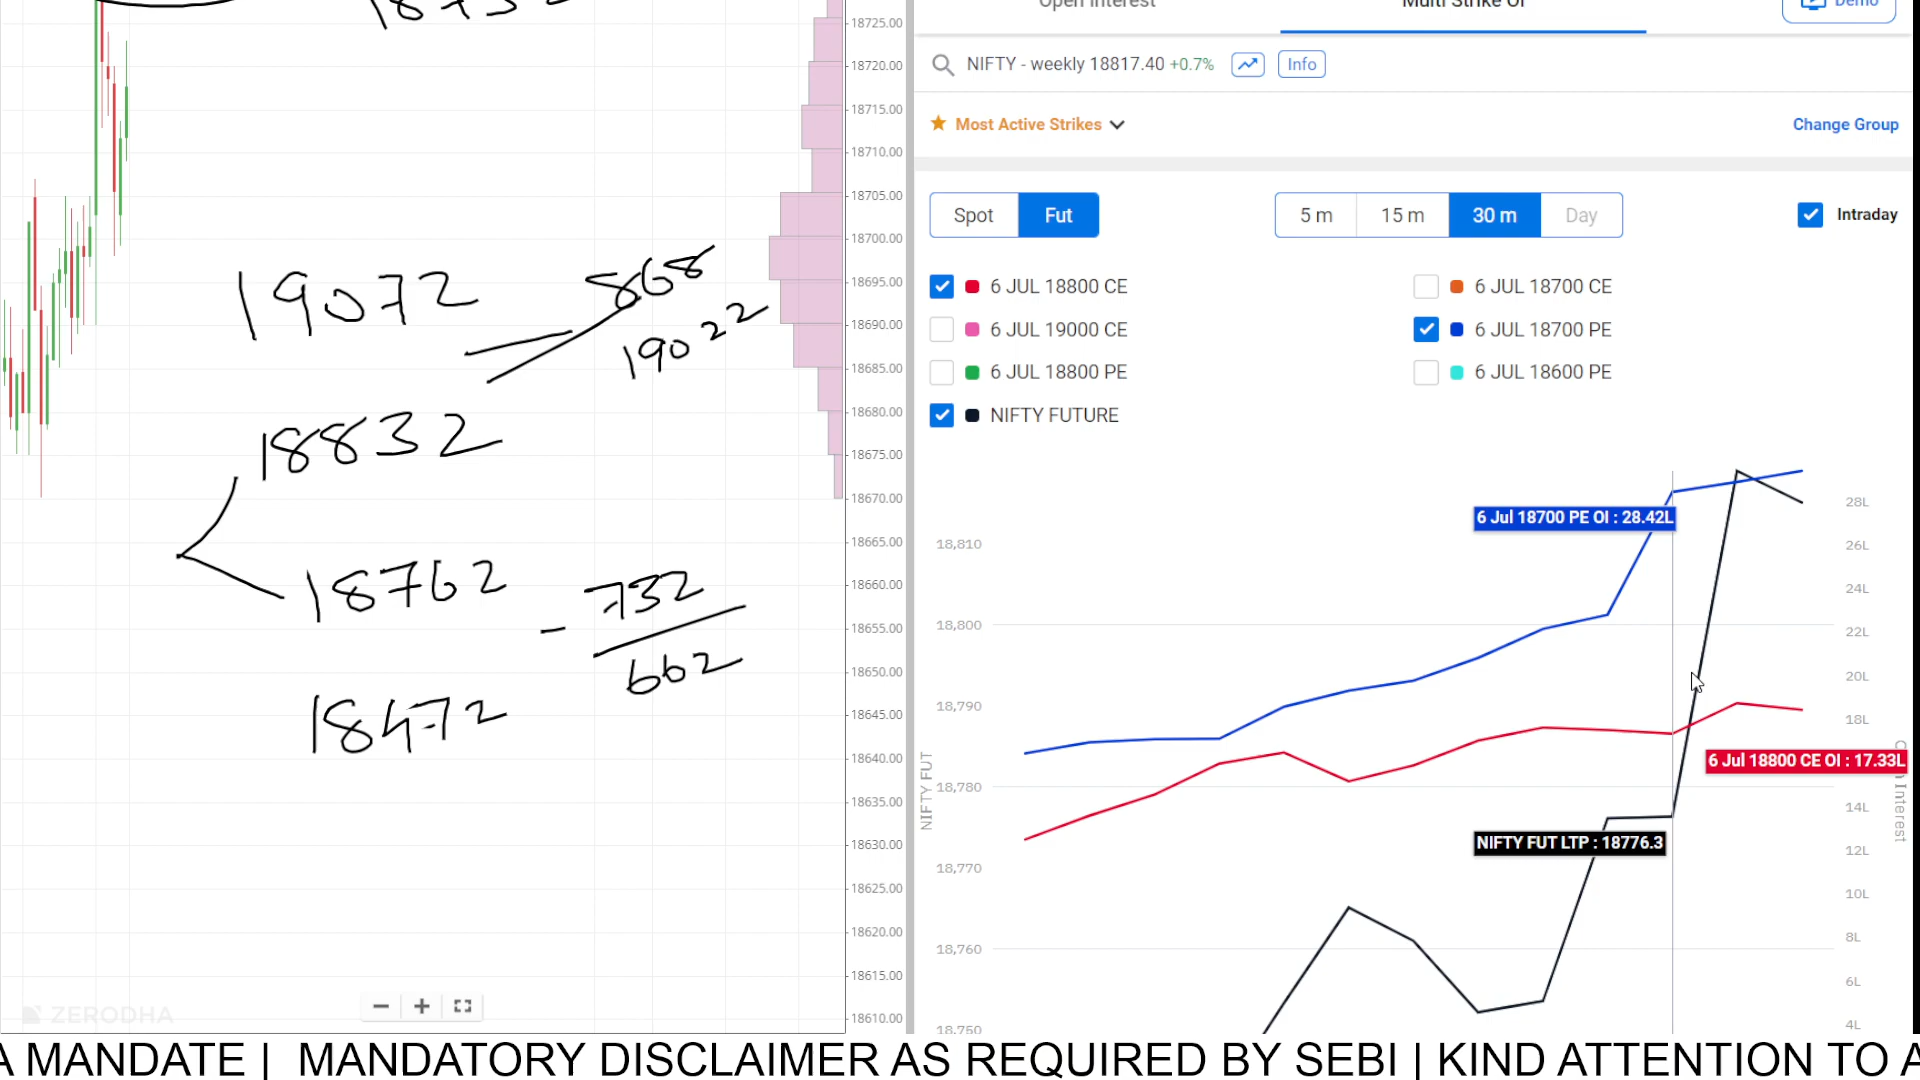 Open Interest
Multi Strike OI
Demo
NIFTY - weekly 18817.40 +0.7%
Info
Most Active Strikes
Change Group
Spot
Fut
5 m
15 m
30 m
Day
Intraday
6 JUL 18800 CE
6 JUL 18700 CE
6 JUL 19000 CE
6 JUL 18700 PE
6 JUL 18800 PE
6 JUL 18600 PE
NIFTY FUTURE
6 Jul 18700 PE OI : 28.42L
6 Jul 18800 CE OI : 17.33L
NIFTY FUT LTP : 18776.3
NIFTY FUT
18,810
18,800
18,790
18,780
18,770
18,760
18,750
28L
26L
24L
22L
20L
18L
14L
12L
10L
8L
6L
4L
Interest
18725.00
18720.00
18715.00
18710.00
18705.00
18700.00
18695.00
18690.00
18685.00
18680.00
18675.00
18670.00
18665.00
18660.00
18655.00
18650.00
18645.00
18640.00
18635.00
18630.00
18625.00
18620.00
18615.00
18610.00
19072
868
19022
18832
18762
- 732
662
18472
ZERODHA
A MANDATE | MANDATORY DISCLAIMER AS REQUIRED BY SEBI | KIND ATTENTION TO A